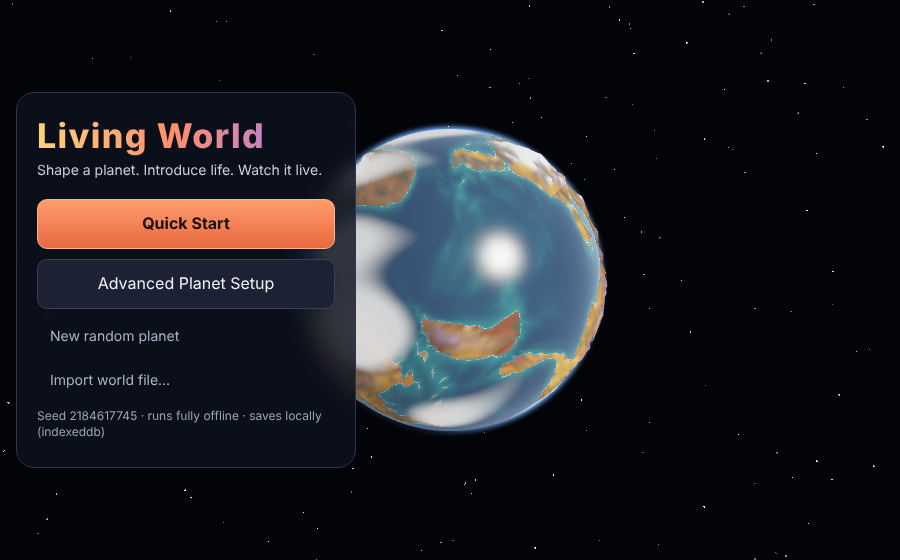 Living World
Shape a planet. Introduce life. Watch it live.
Quick Start
Advanced Planet Setup
New random planet
Import world file...
Seed 2184617745 · runs fully offline · saves locally
(indexeddb)